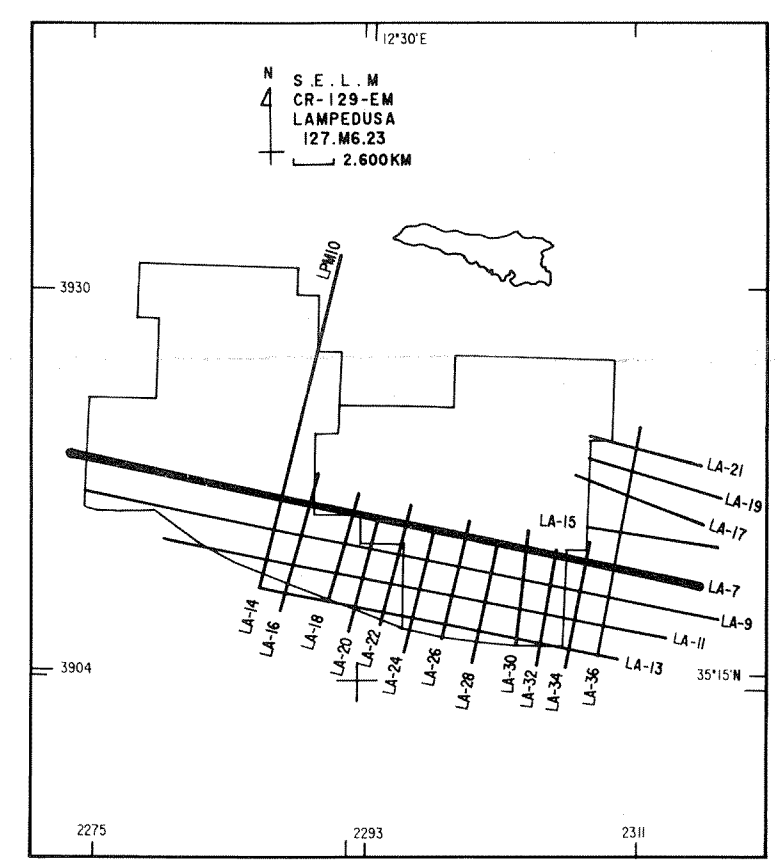 12°30'E
N
S.E.L.M
CR-129-EM
LAMPEDUSA
127.M6.23
2.600KM
LPM10
3930
LA-21
LA-19
LA-17
LA-15
LA-7
LA-9
LA-11
LA-13
LA-14
LA-16
LA-18
LA-20
LA-22
LA-24
LA-26
LA-28
LA-30
LA-32
LA-34
LA-36
3904
35°15'N
2275
2293
2311